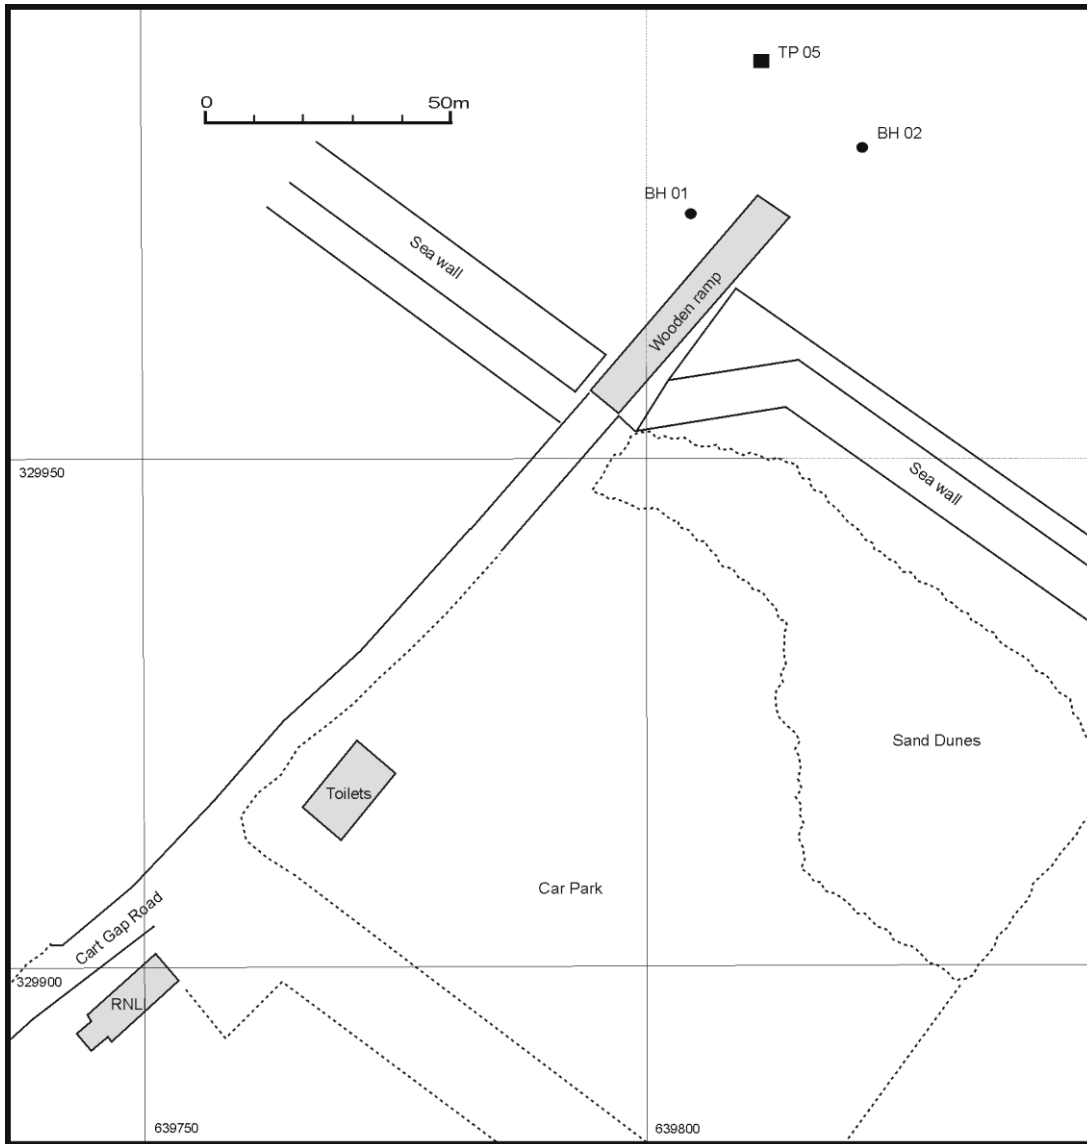 TP 05
0 50m
BH 02
BH 01
Sea wall
Wooden ramp
329950
Sea wall
Sand Dunes
Toilets
Car Park
Cart Gap Road
329900
RNLI
639750
639800